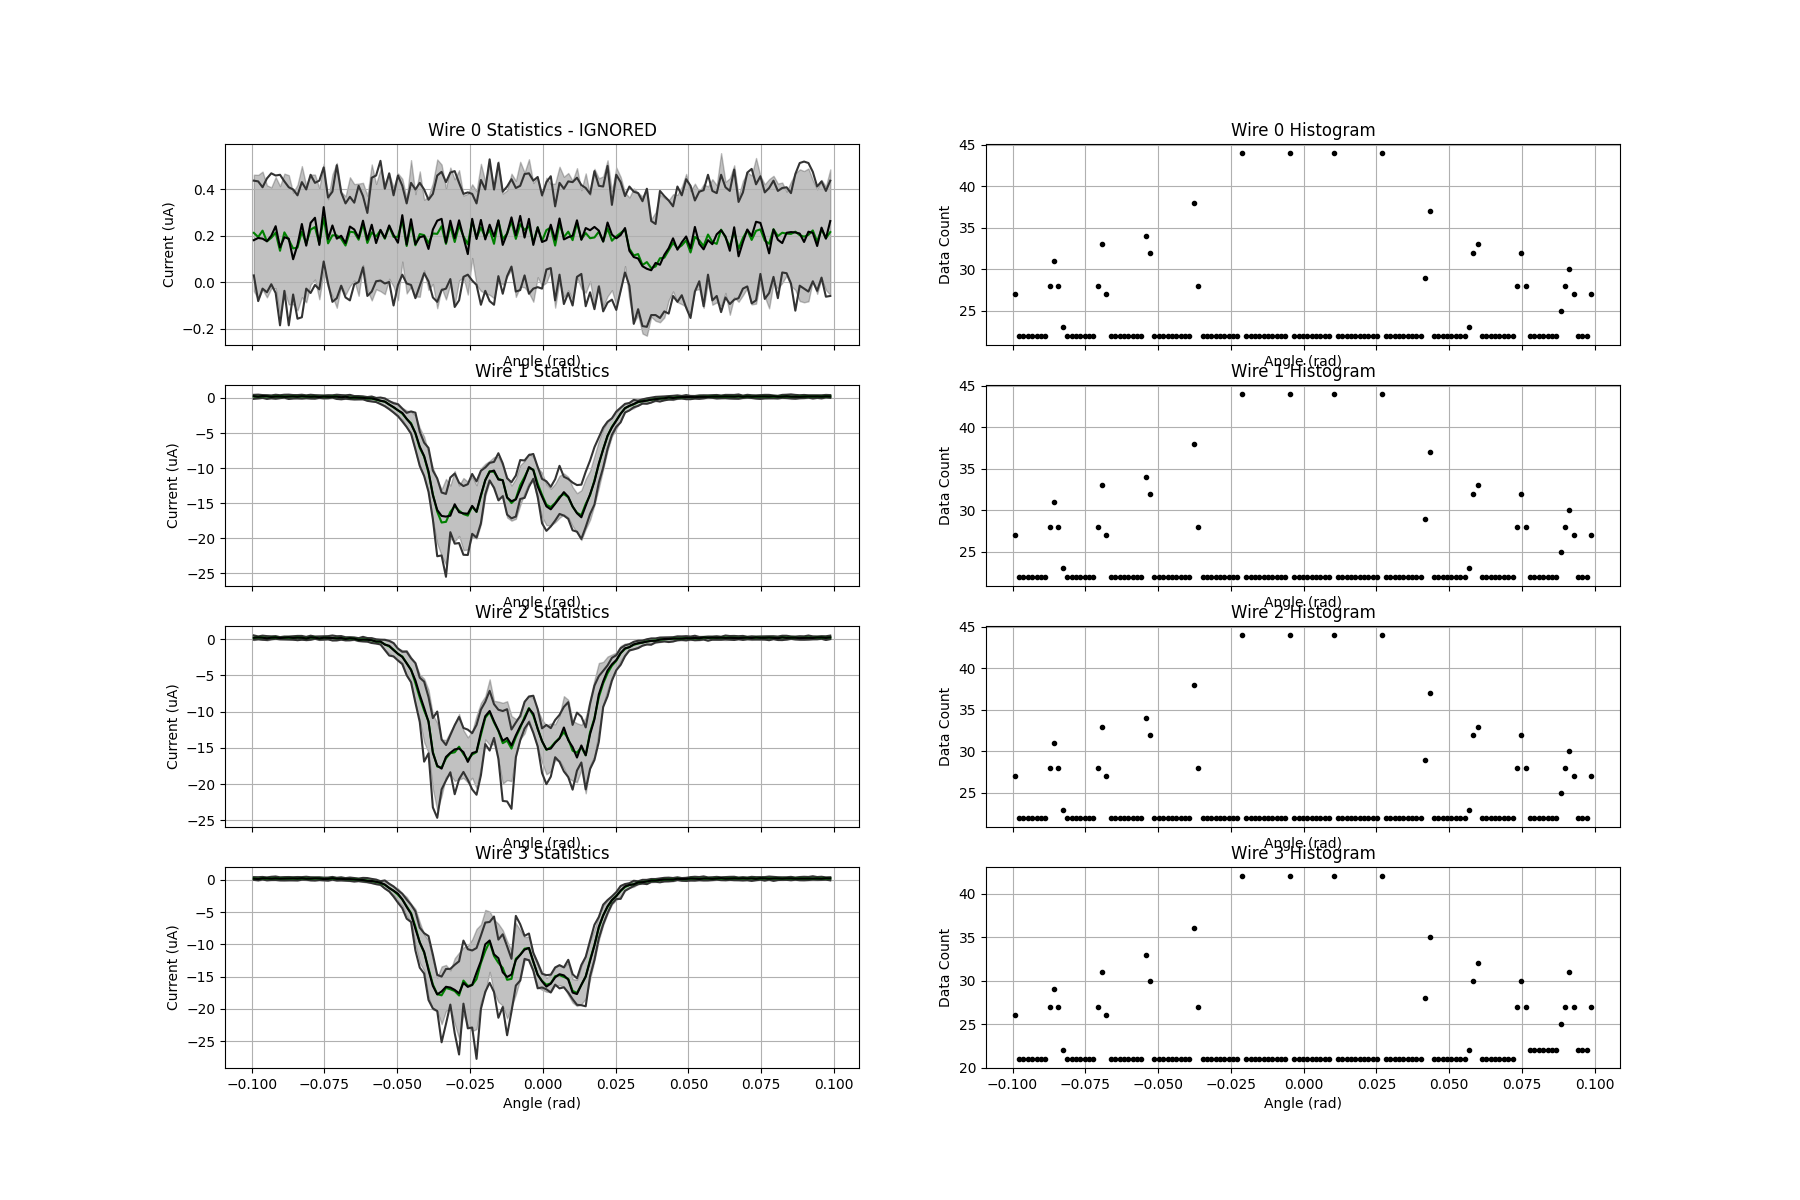 Wire 0 Statistics - IGNORED
Current (uA)
0.4
0.2
0.0
−0.2
Angle (rad)
Wire 0 Histogram
Data Count
45
40
35
30
25
Angle (rad)
Wire 1 Statistics
Current (uA)
0
−5
−10
−15
−20
−25
Angle (rad)
Wire 1 Histogram
Data Count
45
40
35
30
25
Angle (rad)
Wire 2 Statistics
Current (uA)
0
−5
−10
−15
−20
−25
Angle (rad)
Wire 2 Histogram
Data Count
45
40
35
30
25
Angle (rad)
Wire 3 Statistics
Current (uA)
0
−5
−10
−15
−20
−25
−0.100 −0.075 −0.050 −0.025 0.000 0.025 0.050 0.075 0.100
Angle (rad)
Wire 3 Histogram
Data Count
40
35
30
25
20
−0.100 −0.075 −0.050 −0.025 0.000 0.025 0.050 0.075 0.100
Angle (rad)